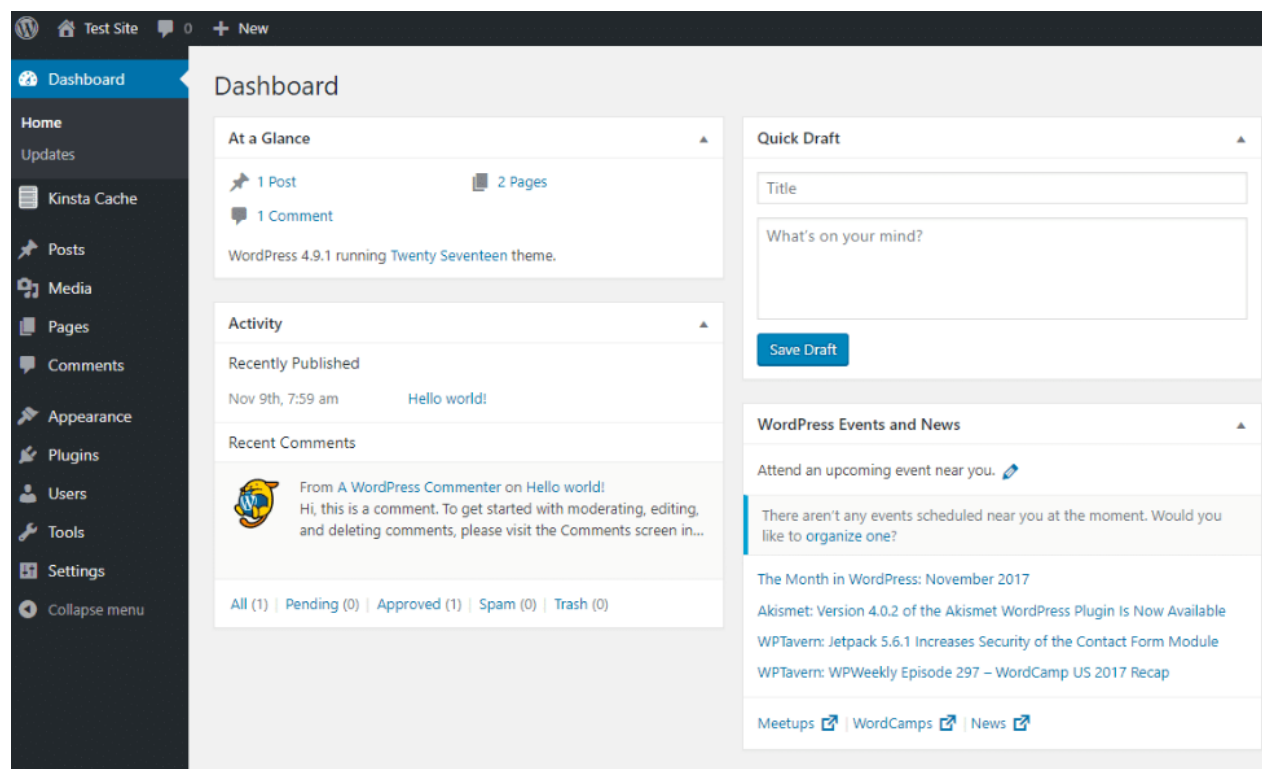 Test Site 0 New
Dashboard
Home
Updates
Kinsta Cache
Posts
Media
Pages
Comments
Appearance
Plugins
Users
Tools
Settings
Collapse menu
Dashboard
At a Glance
1 Post 2 Pages
1 Comment
WordPress 4.9.1 running Twenty Seventeen theme.
Activity
Recently Published
Nov 9th, 7:59 am Hello world!
Recent Comments
From A WordPress Commenter on Hello world!
Hi, this is a comment. To get started with moderating, editing,
and deleting comments, please visit the Comments screen in...
All (1) | Pending (0) | Approved (1) | Spam (0) | Trash (0)
Quick Draft
Title
What's on your mind?
Save Draft
WordPress Events and News
Attend an upcoming event near you.
There aren't any events scheduled near you at the moment. Would you
like to organize one?
The Month in WordPress: November 2017
Akismet: Version 4.0.2 of the Akismet WordPress Plugin Is Now Available
WPTavern: Jetpack 5.6.1 Increases Security of the Contact Form Module
WPTavern: WPWeekly Episode 297 – WordCamp US 2017 Recap
Meetups | WordCamps | News